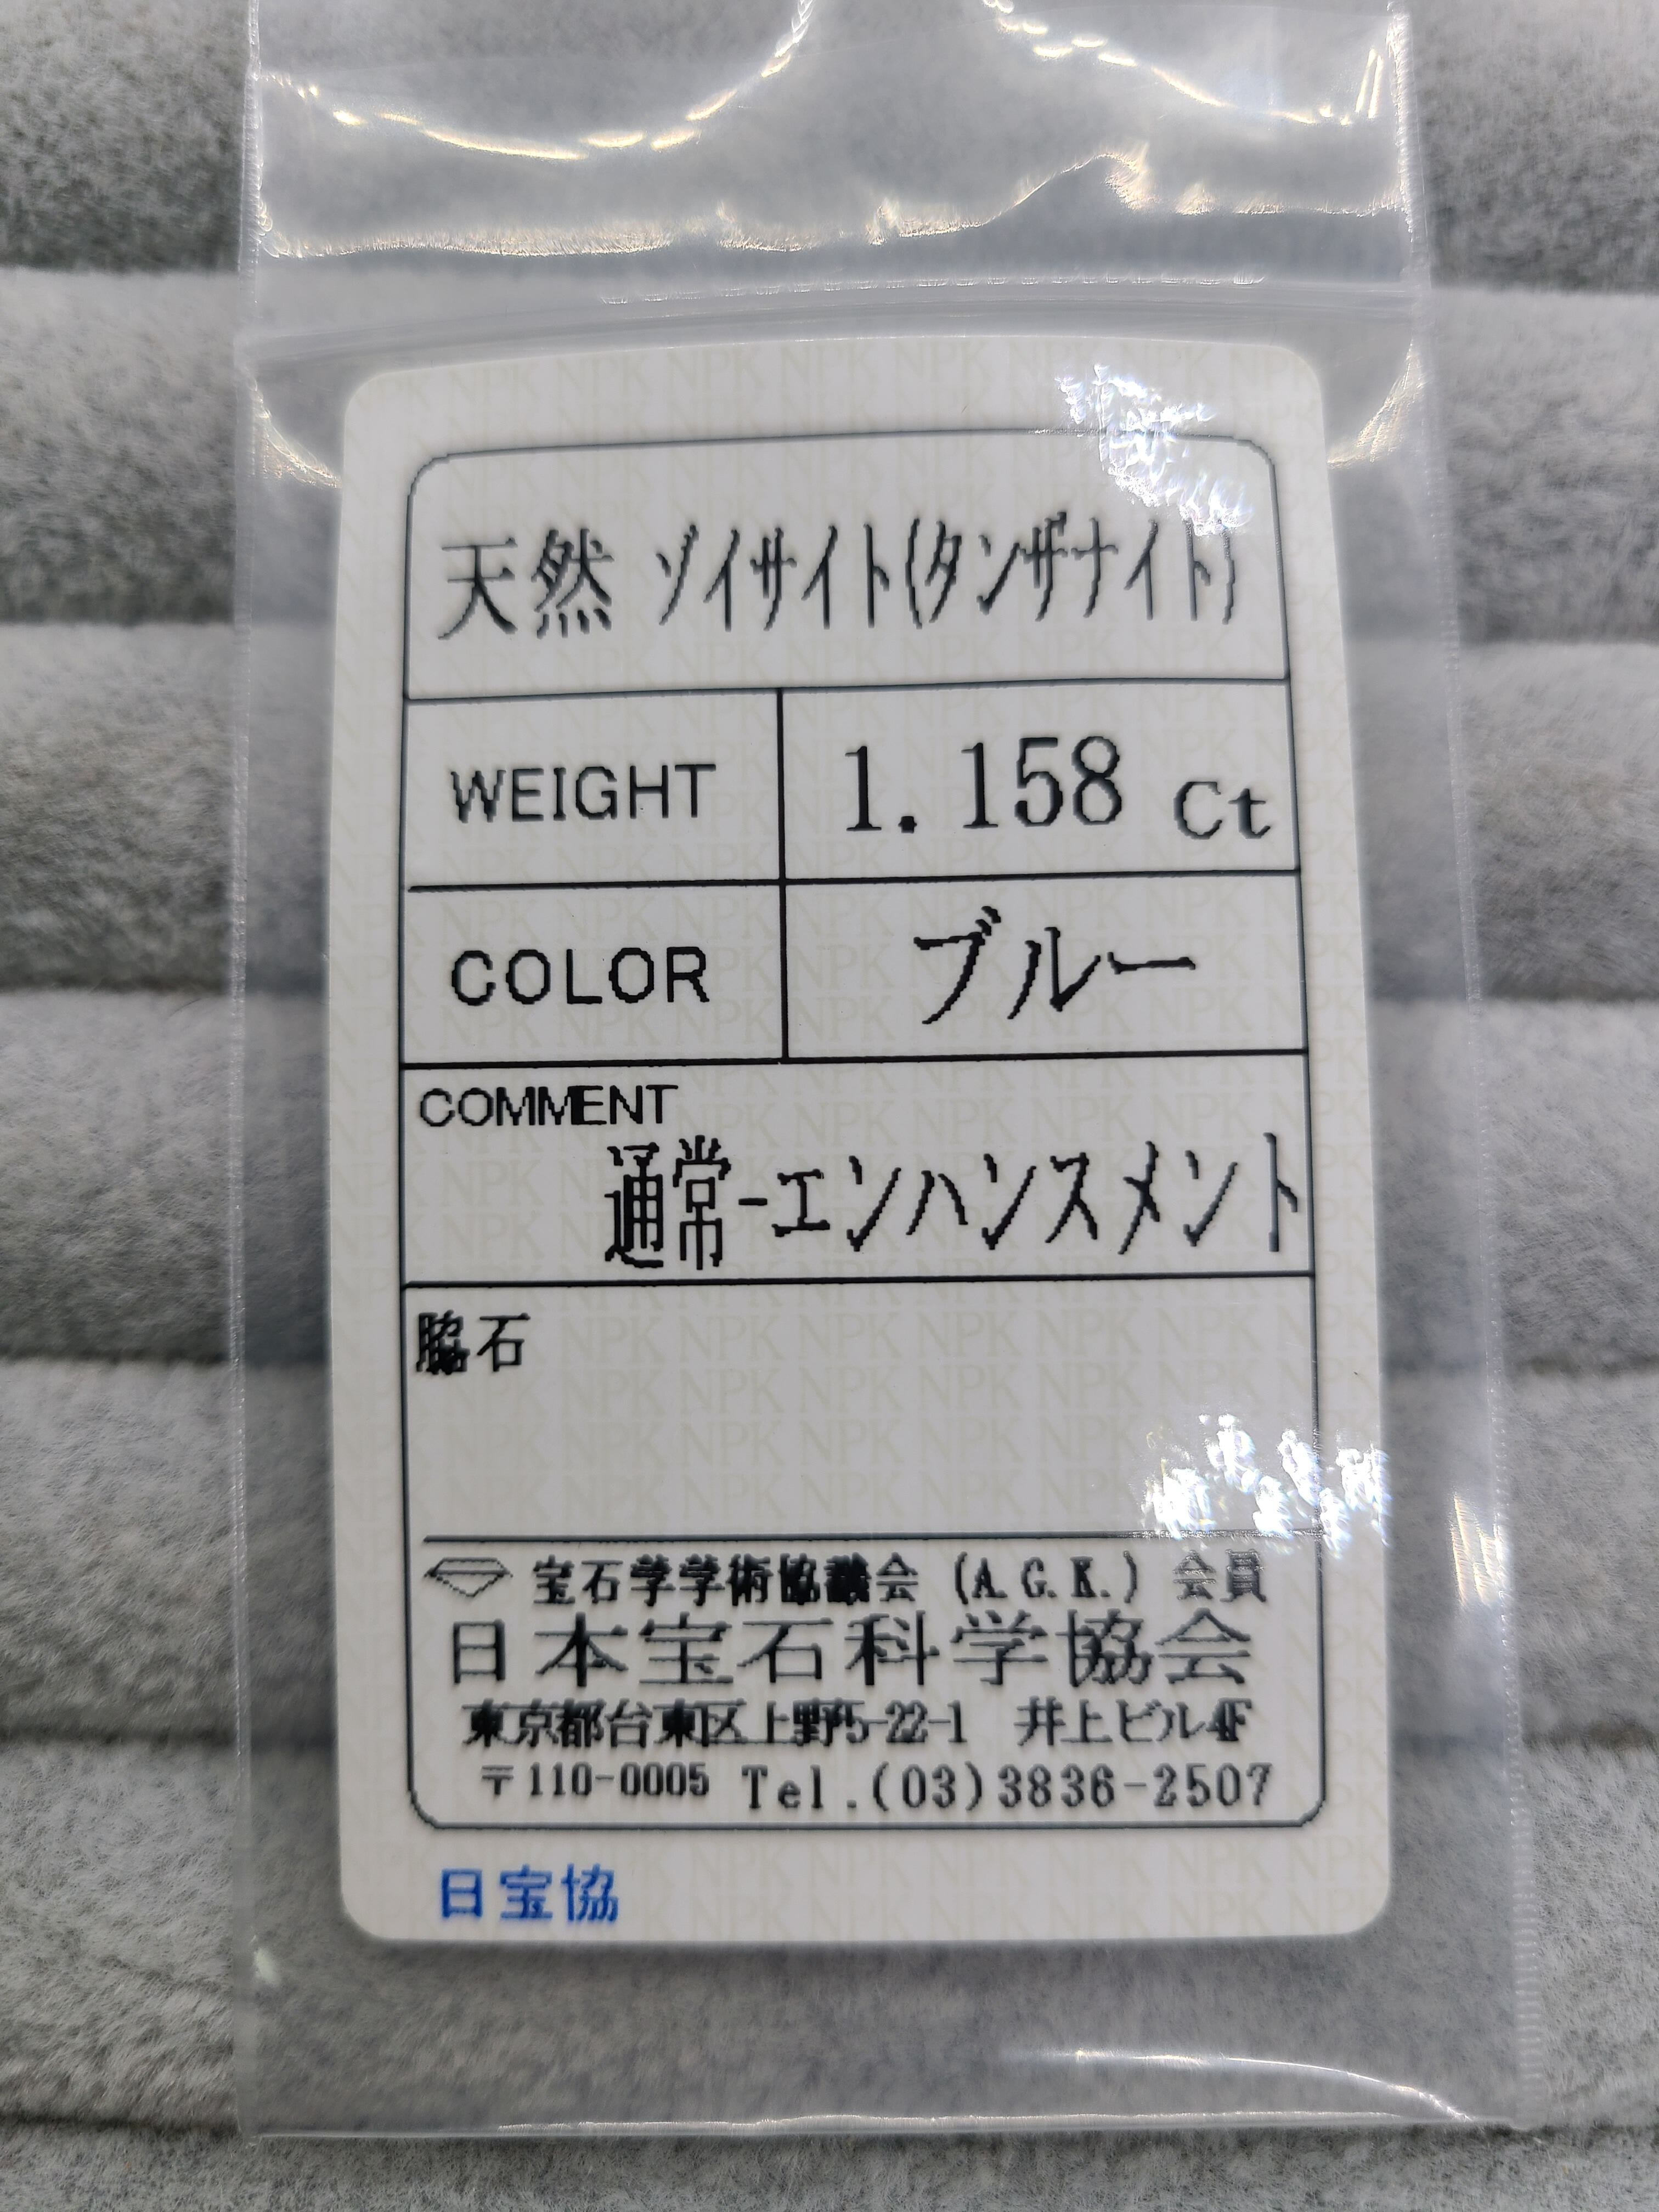 天然 ゾイサイト(タンザナイト)
WEIGHT 1.158 ct
COLOR ブルー
COMMENT
通常-エンハンスメント
脇石
宝石学学術協議会 (A.G.K.) 会員
日本宝石科学協会
東京都台東区上野5-22-1 井上ビル4F
〒110-0005 Tel.(03)3836-2507
日宝協